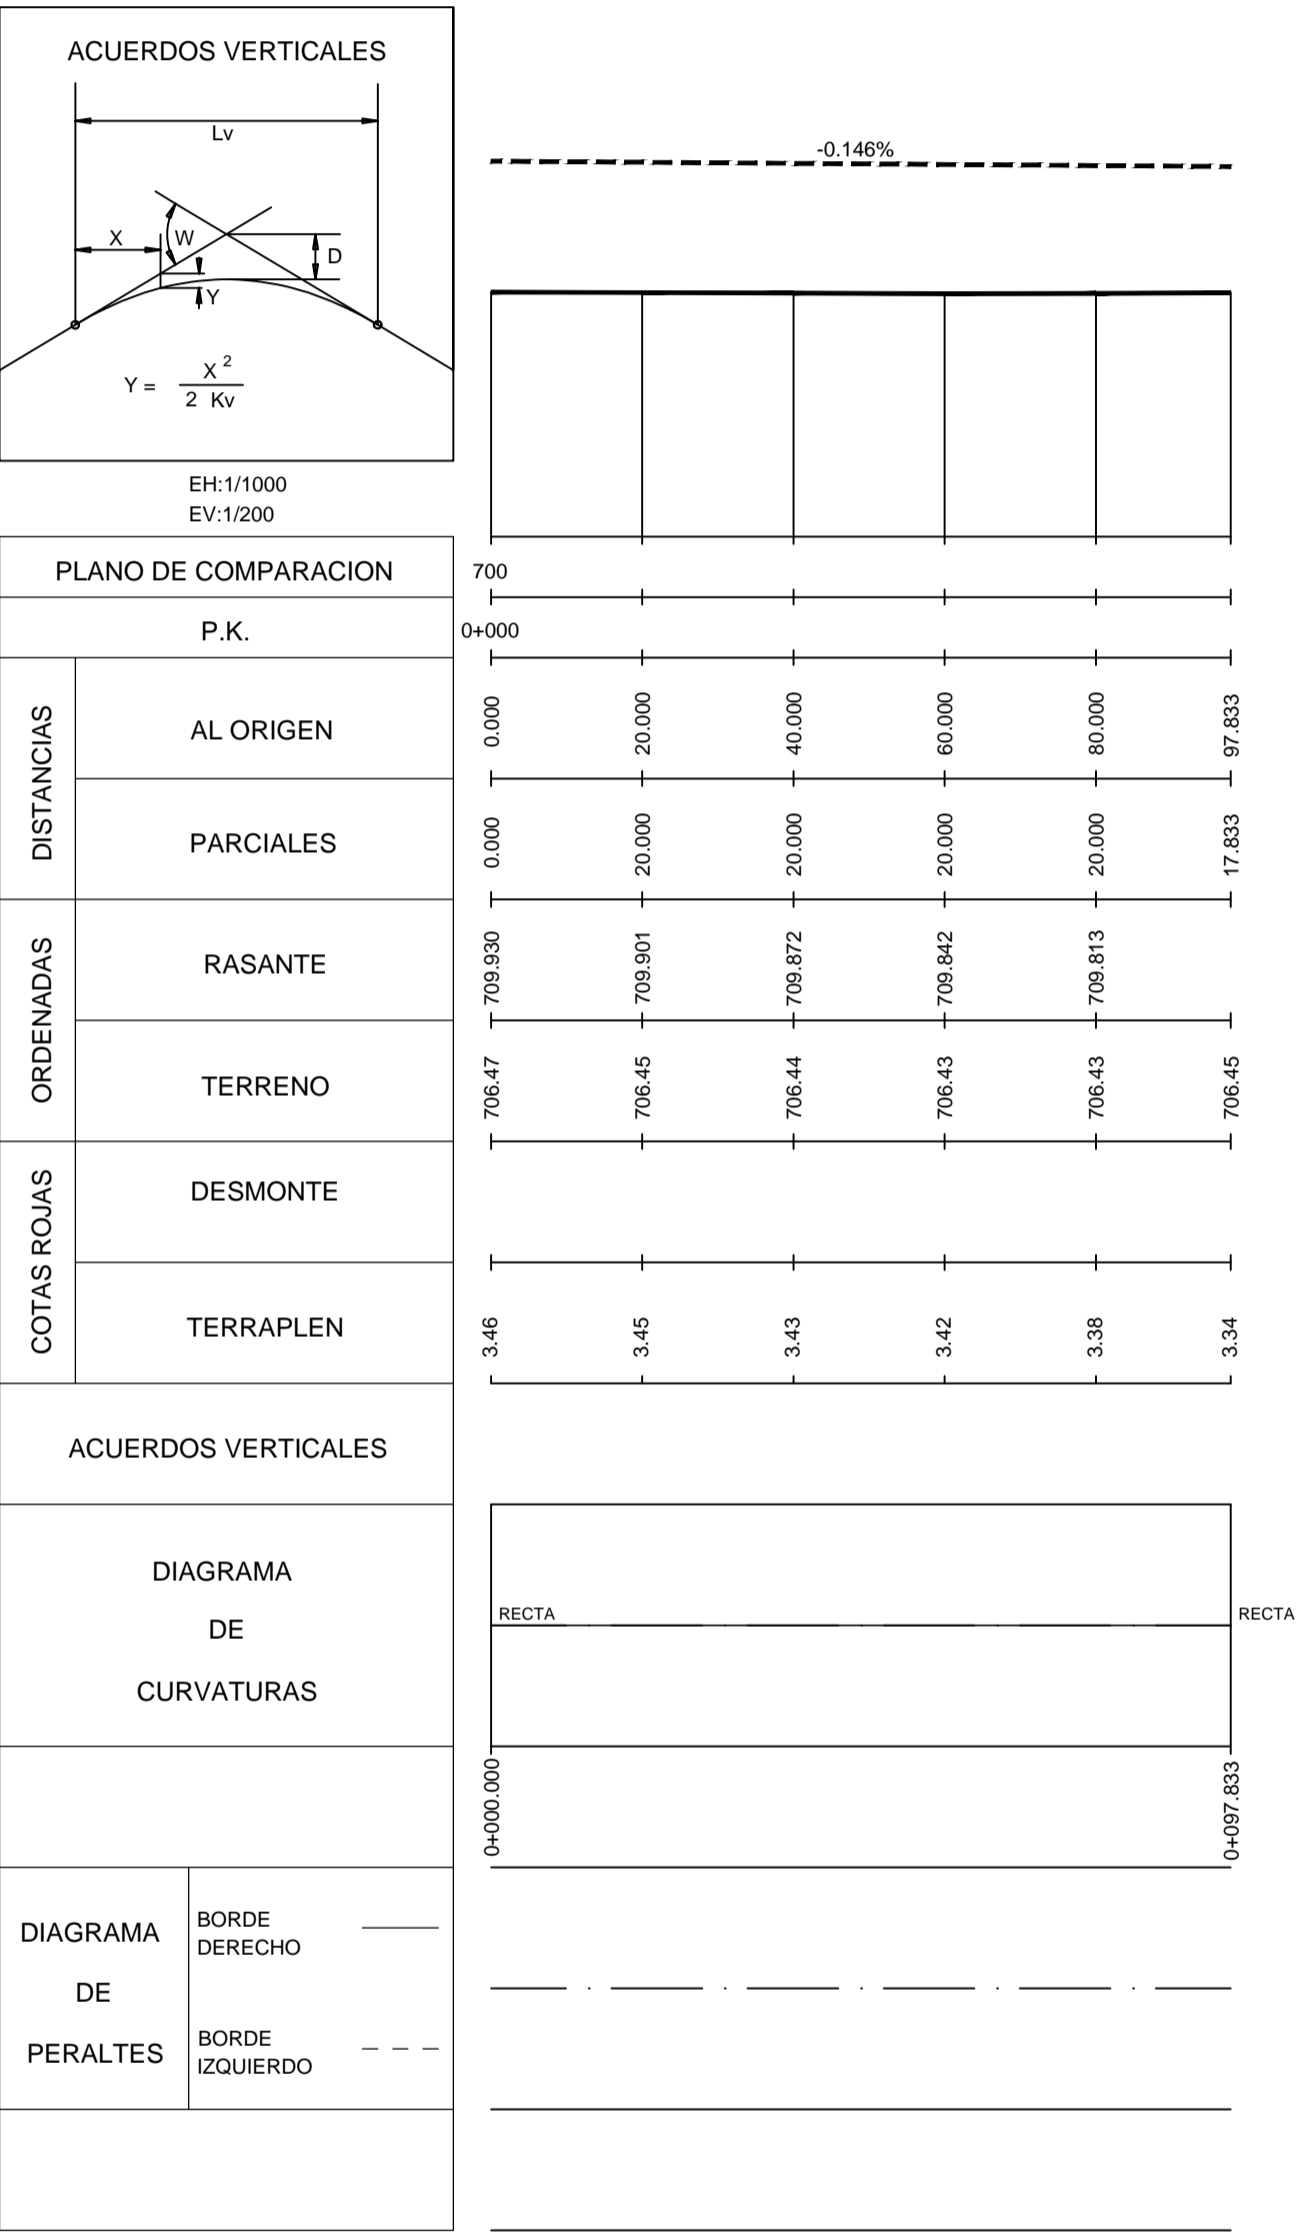 ACUERDOS VERTICALES
Lv
X
W
D
Y
Y = X 2
2 Kv
EH:1/1000
EV:1/200
-0.146%
PLANO DE COMPARACION
700
P.K.
0+000
DISTANCIAS
AL ORIGEN
0.000 20.000 40.000 60.000 80.000 97.833
PARCIALES
0.000 20.000 20.000 20.000 20.000 17.833
ORDENADAS
RASANTE
709.930 709.901 709.872 709.842 709.813
TERRENO
706.47 706.45 706.44 706.43 706.43 706.45
COTAS ROJAS
DESMONTE
TERRAPLEN
3.46 3.45 3.43 3.42 3.38 3.34
ACUERDOS VERTICALES
DIAGRAMA
DE
CURVATURAS
RECTA
RECTA
0+000.000
0+097.833
DIAGRAMA
DE
PERALTES
BORDE
DERECHO
BORDE
IZQUIERDO